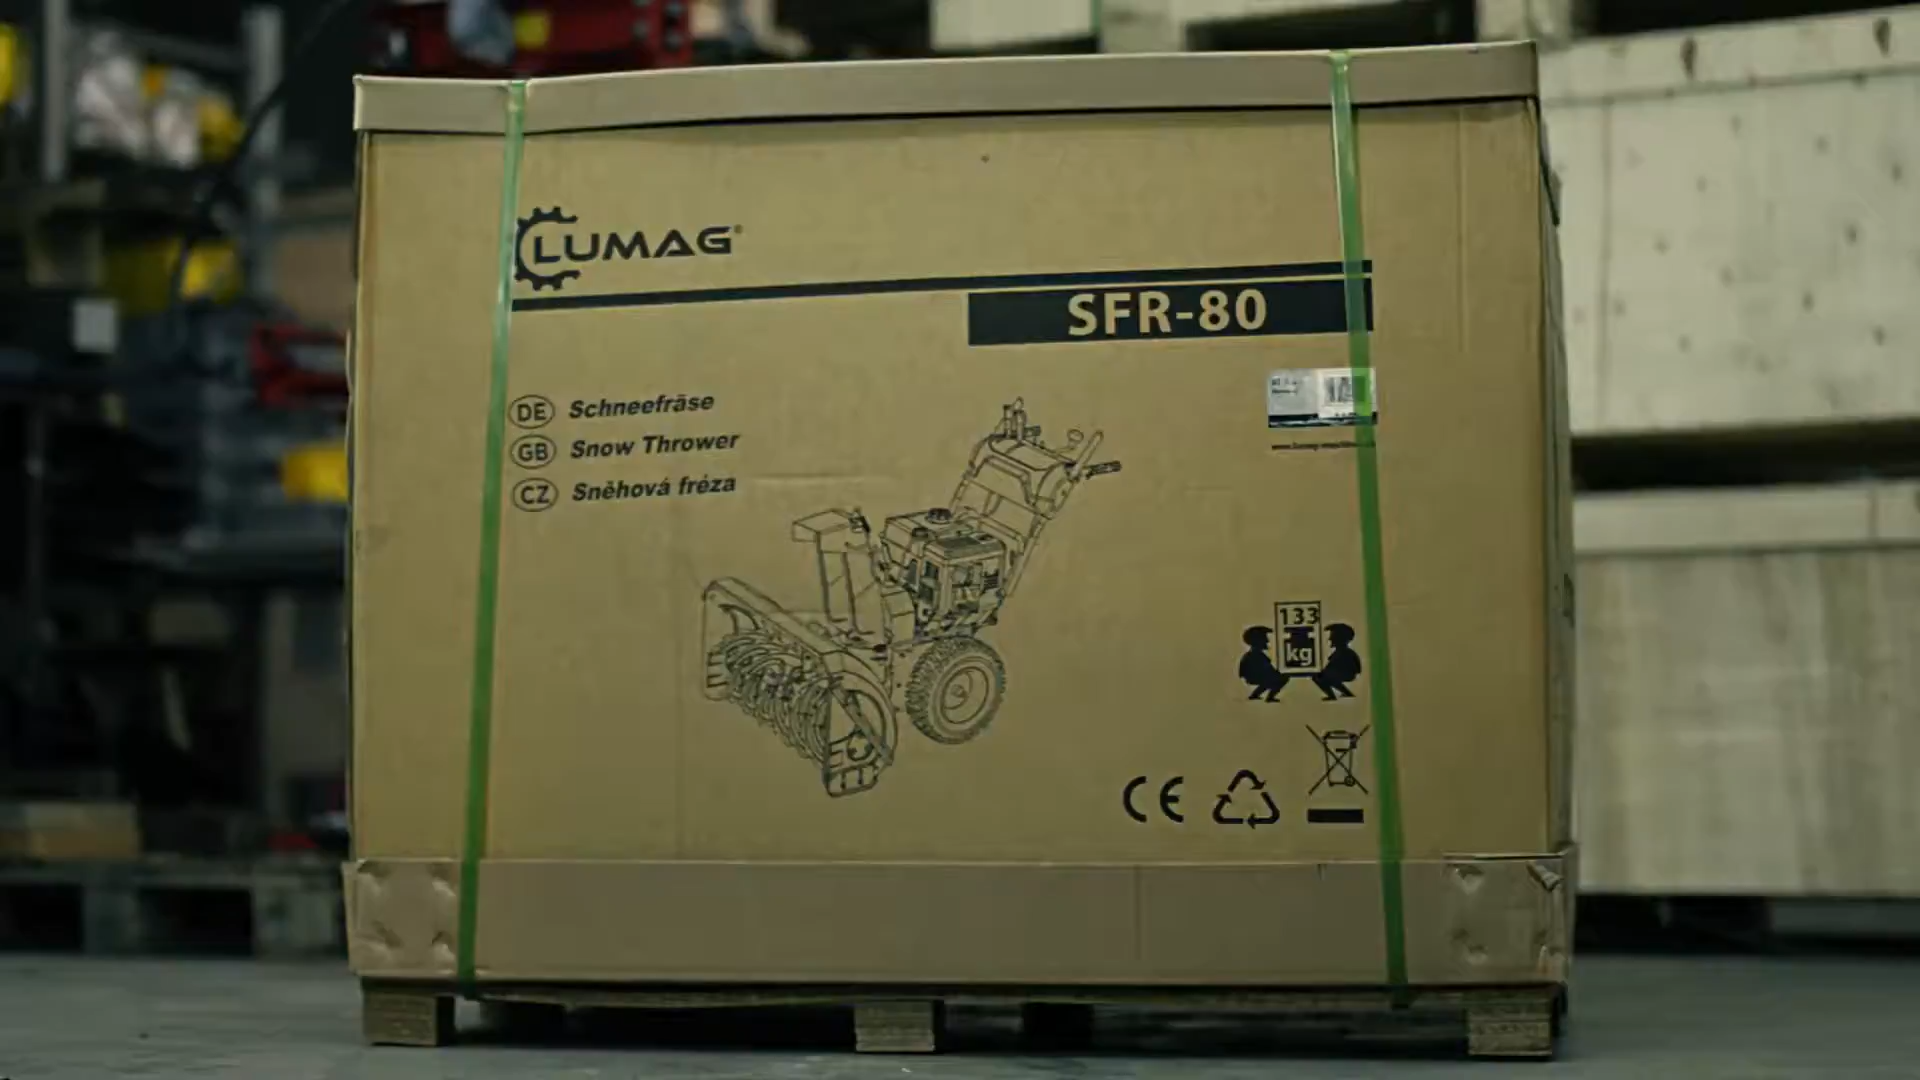 LUMAG®
SFR-80
DE Schneefräse
GB Snow Thrower
CZ Sněhová fréza
133
kg
CE